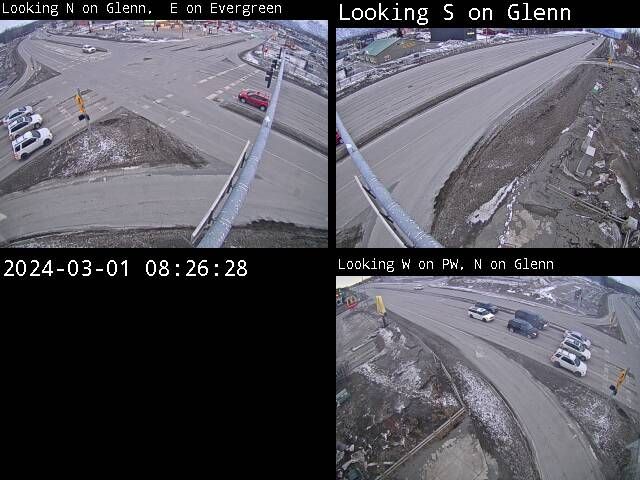 Looking N on Glenn,  E on Evergreen
Looking S on Glenn
2024-03-01 08:26:28
Looking W on PW, N on Glenn